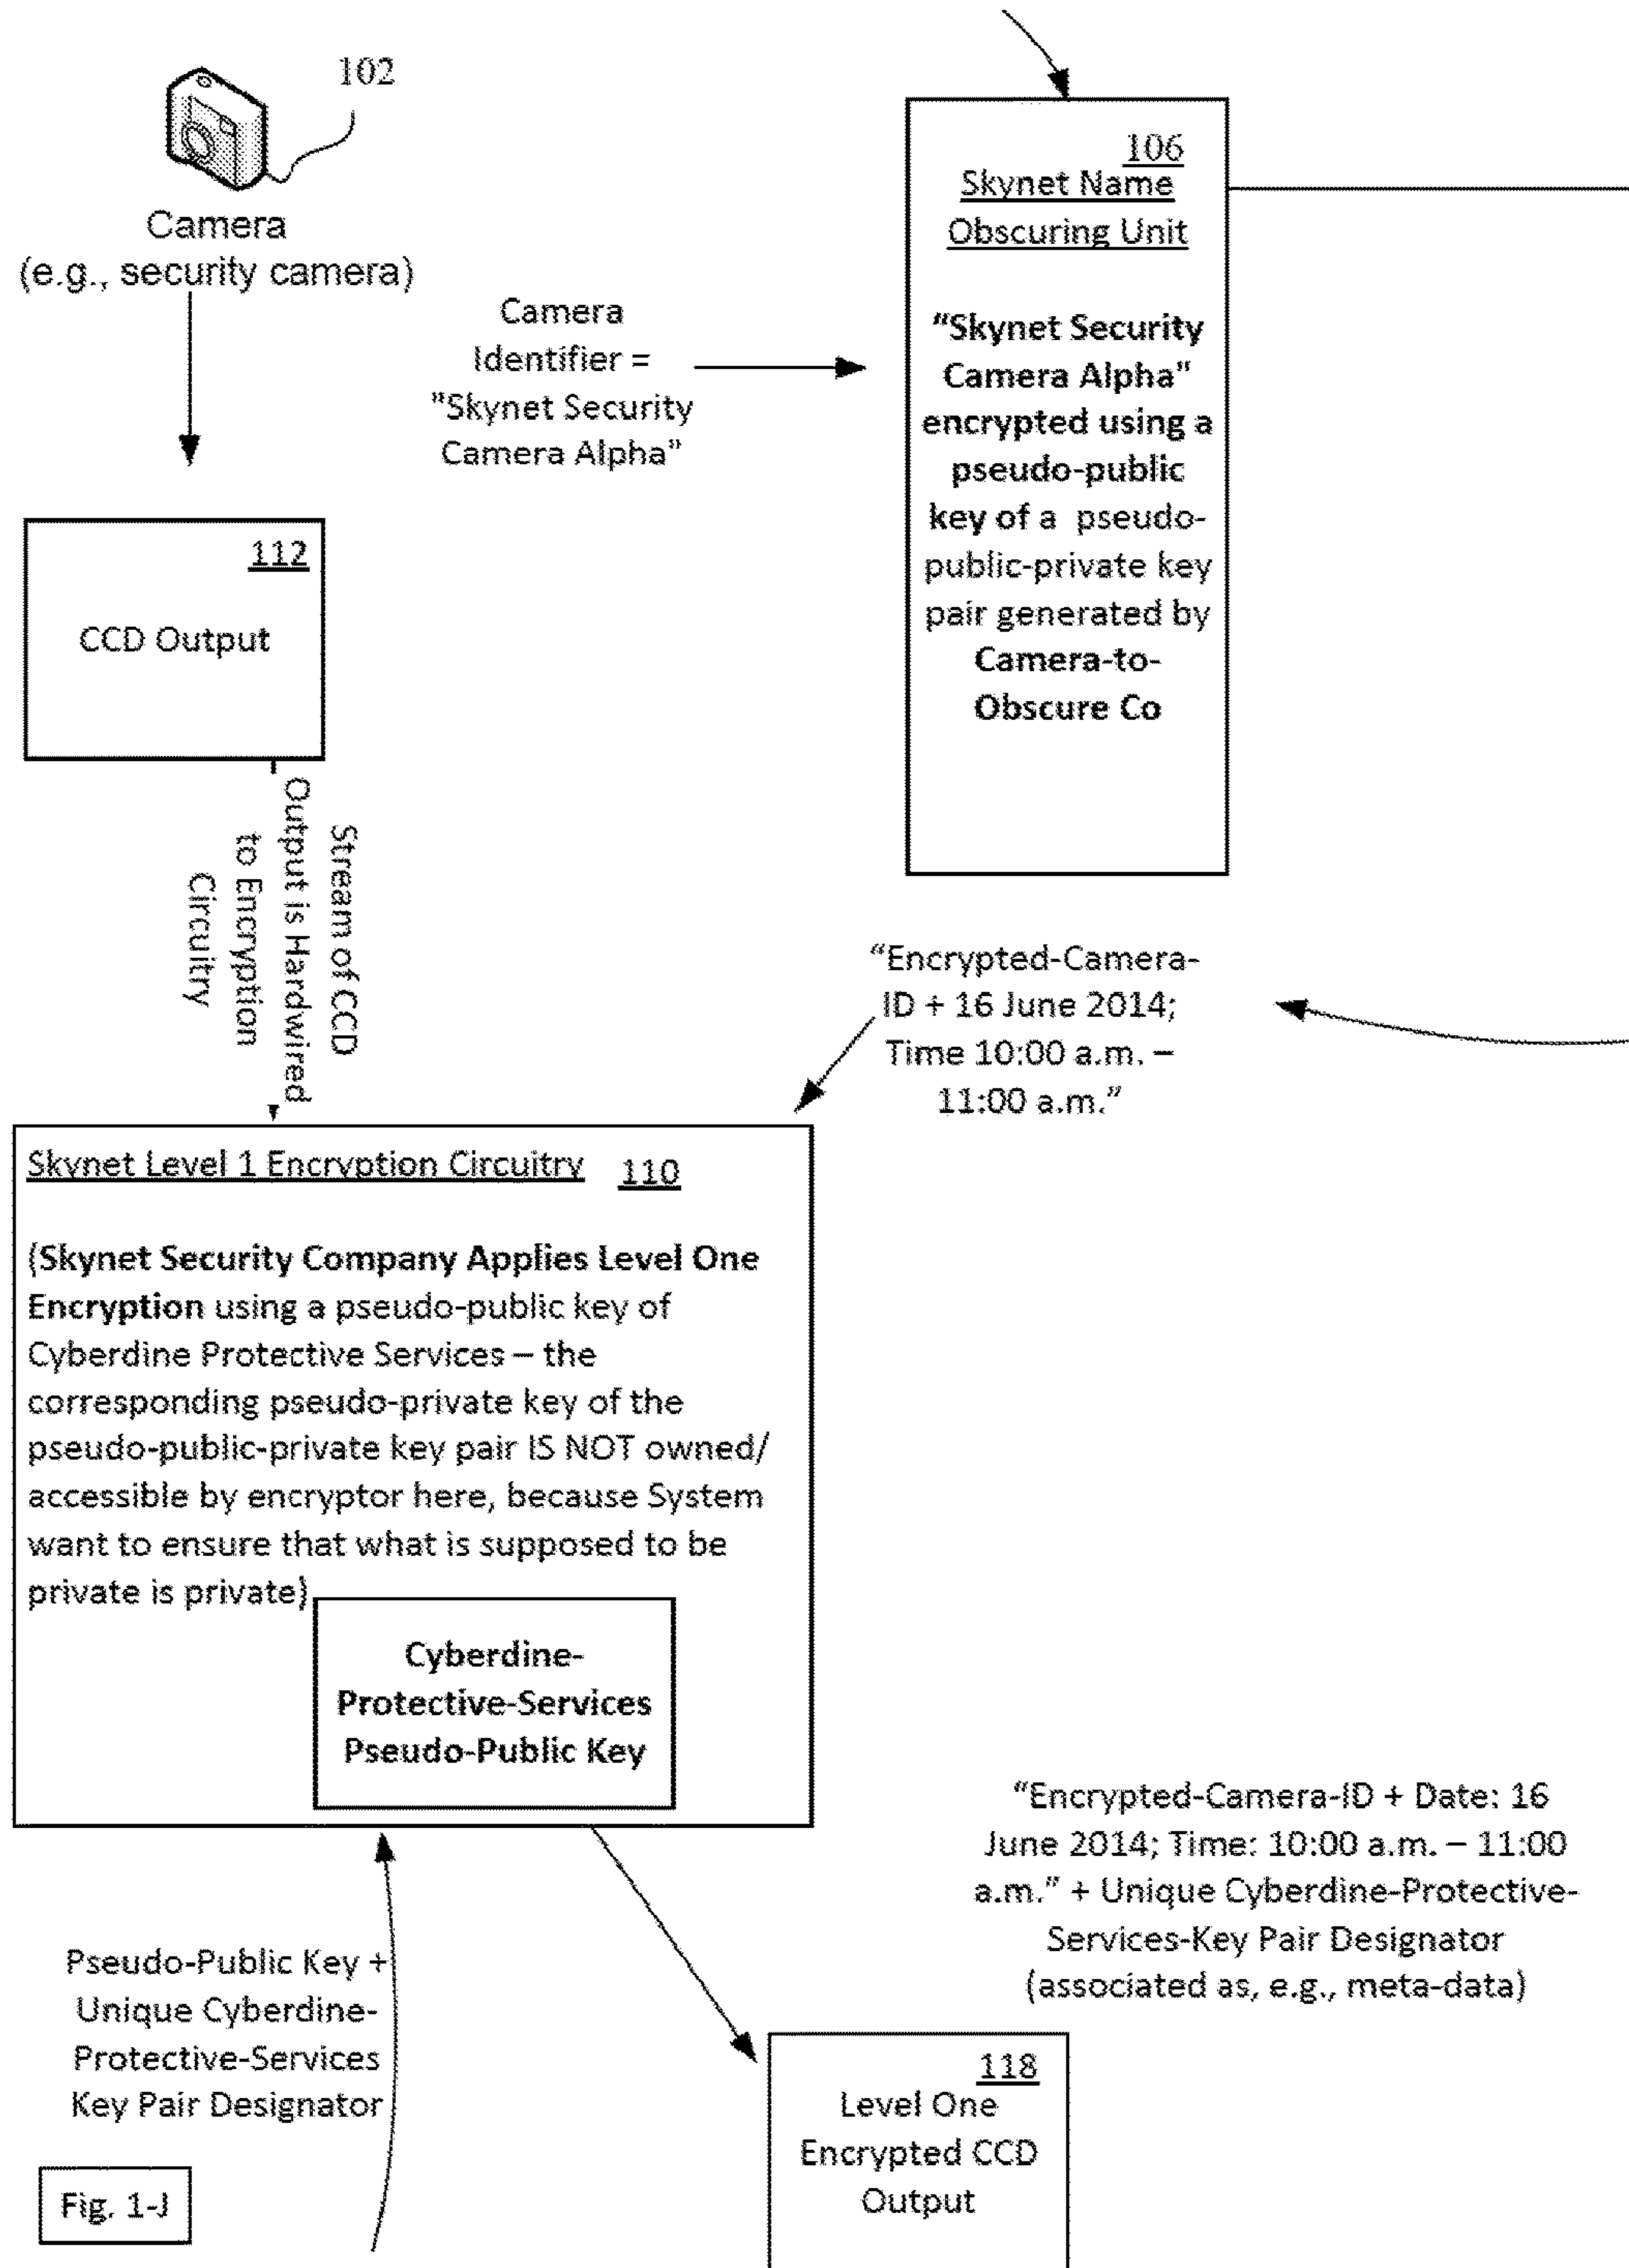 102
Camera
(e.g., security camera)
Camera
Identifier =
"Skynet Security
Camera Alpha"
106
Skynet Name
Obscuring Unit
“Skynet Security
Camera Alpha"
encrypted using a
pseudo-public
key of a pseudo-
public-private key
pair generated by
Camera-to-
Obscure Co
112
CCD Output
Stream of CCD
Output is Hardwired
to Encryption
Circuitry
“Encrypted-Camera-
ID + 16 June 2014;
Time 10:00 a.m. –
11:00 a.m.”
Skynet Level 1 Encryption Circuitry 110
(Skynet Security Company Applies Level One
Encryption using a pseudo-public key of
Cyberdine Protective Services – the
corresponding pseudo-private key of the
pseudo-public-private key pair IS NOT owned/
accessible by encryptor here, because System
want to ensure that what is supposed to be
private is private)
Cyberdine-
Protective-Services
Pseudo-Public Key
“Encrypted-Camera-ID + Date: 16
June 2014; Time: 10:00 a.m. – 11:00
a.m.” + Unique Cyberdine-Protective-
Services-Key Pair Designator
(associated as, e.g., meta-data)
Pseudo-Public Key +
Unique Cyberdine-
Protective-Services
Key Pair Designator
118
Level One
Encrypted CCD
Output
Fig. 1-J